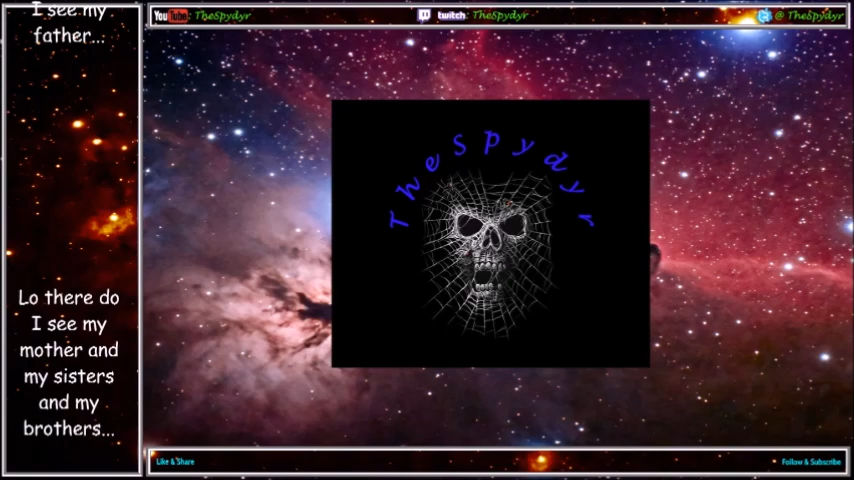 I see my
father...
Lo there do
I see my
mother and
my sisters
and my
brothers...
YouTube: TheSpydyr
twitch: TheSpydyr
@ TheSpydyr
TheSpydyr
Like & Share
Follow & Subscribe